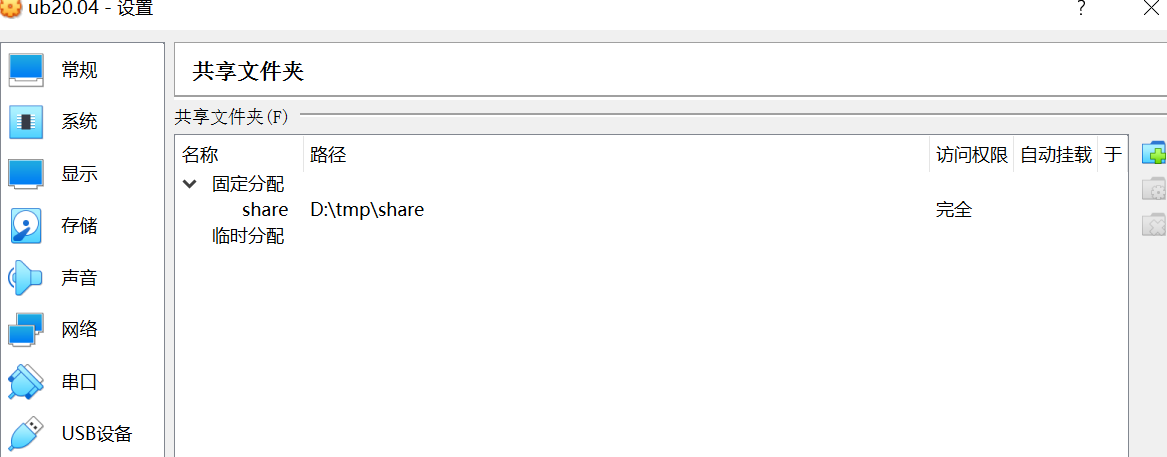 ub20.04 - 设置
?
常规
系统
显示
存储
声音
网络
串口
USB设备
共享文件夹
共享文件夹(F)
名称 路径 访问权限 自动挂载 于
固定分配
share D:\tmp\share 完全
临时分配